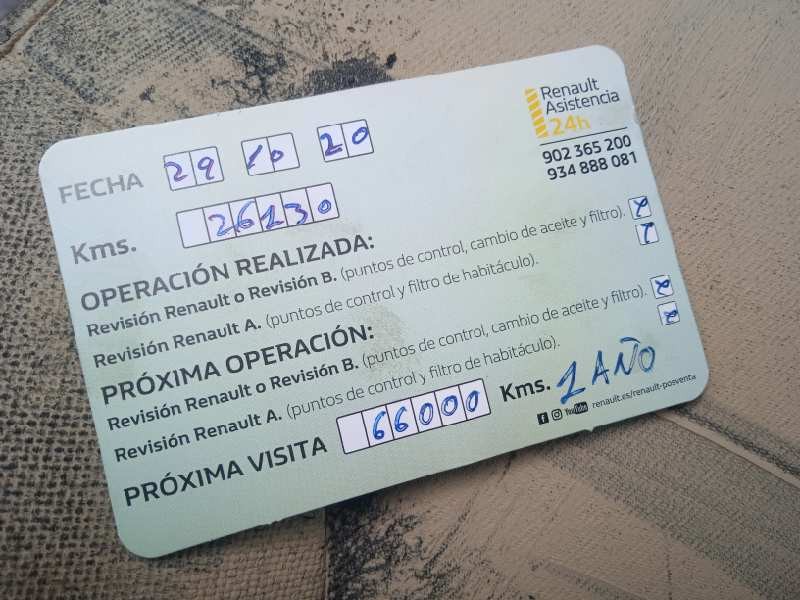 Renault
Asistencia
24h
902 365 200
934 888 081
FECHA 29 10 20
Kms. 26130
OPERACIÓN REALIZADA:
Revisión Renault o Revisión B. (puntos de control, cambio de aceite y filtro).
Revisión Renault A. (puntos de control y filtro de habitáculo).
PRÓXIMA OPERACIÓN:
Revisión Renault o Revisión B. (puntos de control, cambio de aceite y filtro).
Revisión Renault A. (puntos de control y filtro de habitáculo).
PRÓXIMA VISITA 66000 Kms. 1 AÑO
YouTube renault.es/renault-posventa